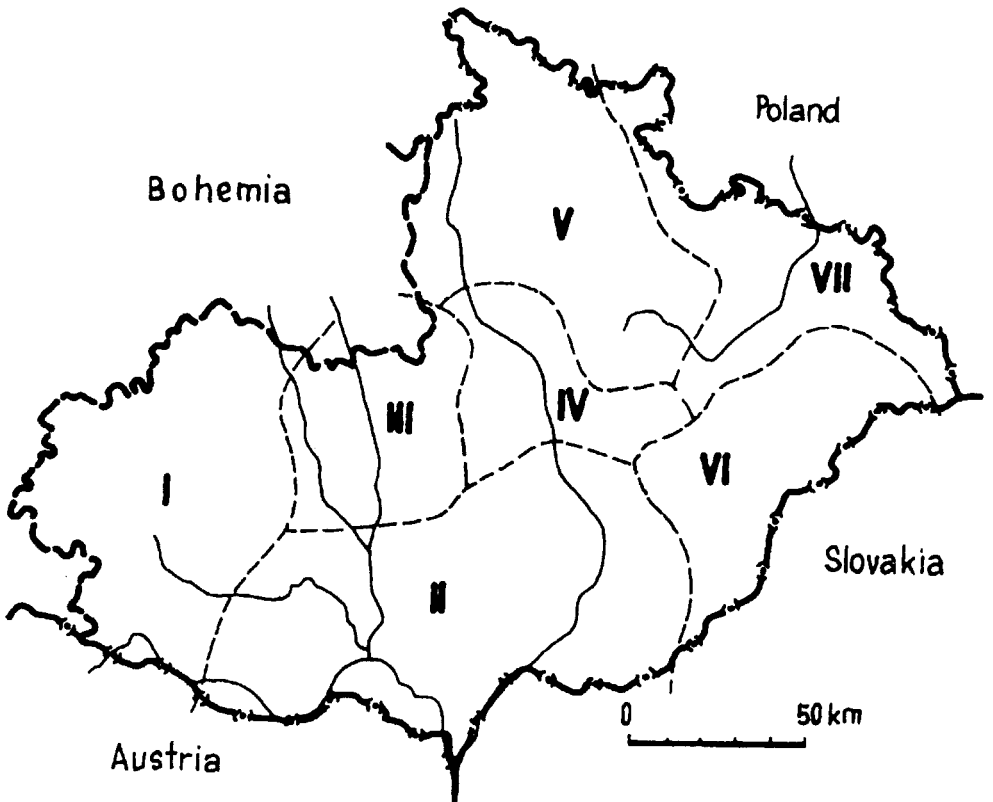 Poland
Bohemia
V
VII
III
IV
VI
I
Slovakia
II
0 50 km
Austria